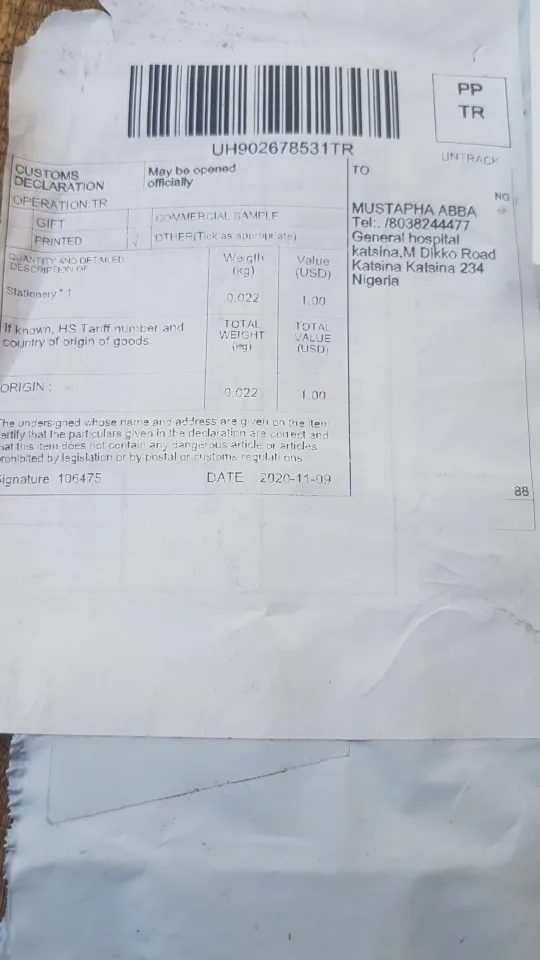 PP
TR
UH902678531TR
UNTRACK
CUSTOMS
DECLARATION
May be opened
officially
OPERATION:TR
GIFT
COMMERCIAL SAMPLE
PRINTED
√
OTHER(Tick as appropriate)
QUANTITY AND DETAILED
DESCRIPTION OF
Weigth
(kg)
Value
(USD)
Stationery * 1
0.022
1.00
If known, HS Tariff number and
country of origin of goods.
TOTAL
WEIGHT
(kg)
TOTAL
VALUE
(USD)
ORIGIN :
0.022
1.00
The undersigned whose name and address are given on the item
certify that the particulars given in the declaration are correct and
that this item does not contain any dangerous article or articles
prohibited by legislation or by postal or customs regulations
Signature 106475
DATE 2020-11-09
TO:
NG
MUSTAPHA ABBA
Tel:. /8038244477
General hospital
katsina,M Dikko Road
Katsina Katsina 234
Nigeria
88